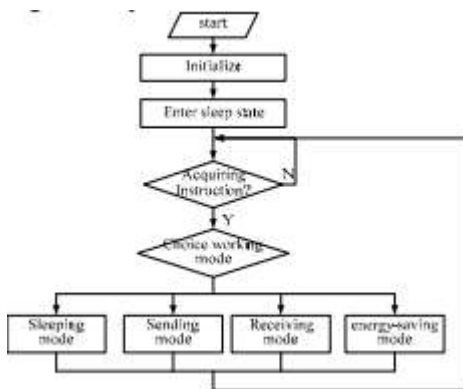 start
Initialize
Enter sleep state
Acquiring
Instruction?
N
Y
Choice working
mode
Sleeping
mode
Sending
mode
Receiving
mode
energy-saving
mode